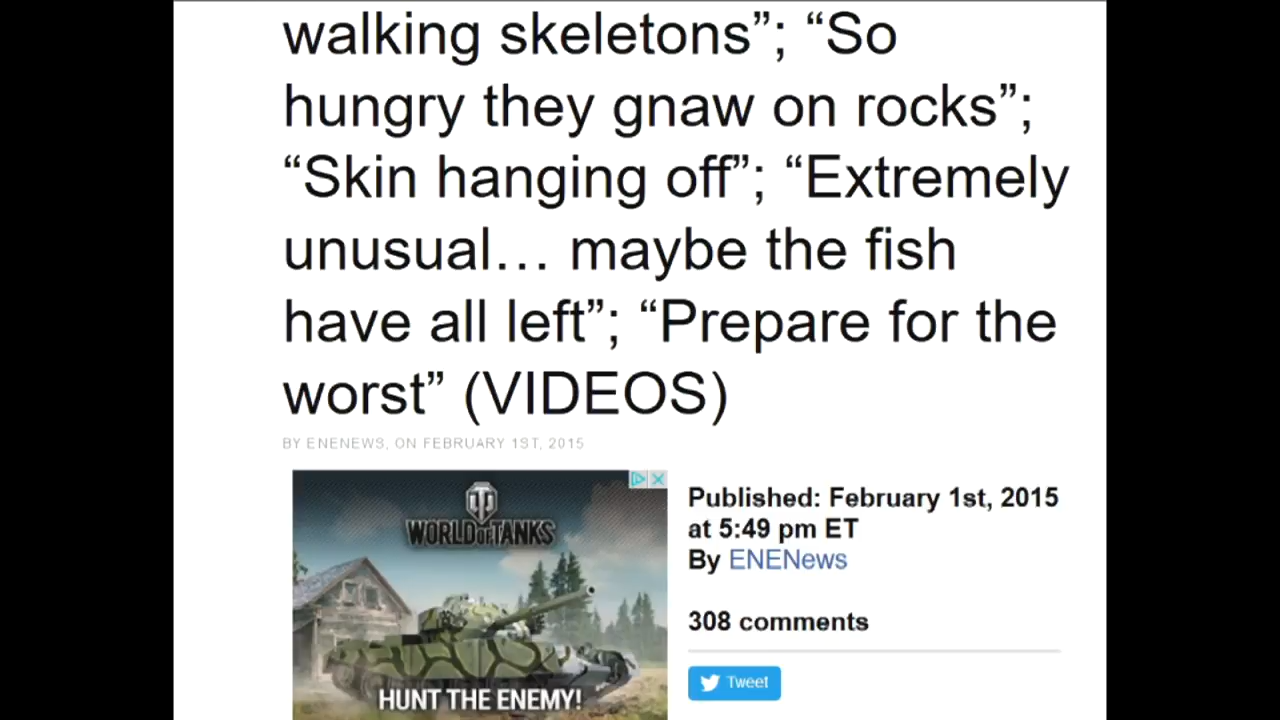 walking skeletons”; “So
hungry they gnaw on rocks”;
“Skin hanging off”; “Extremely
unusual… maybe the fish
have all left”; “Prepare for the
worst” (VIDEOS)
BY ENENEWS, ON FEBRUARY 1ST, 2015
WORLD OF TANKS
HUNT THE ENEMY!
Published: February 1st, 2015
at 5:49 pm ET
By ENENews
308 comments
Tweet